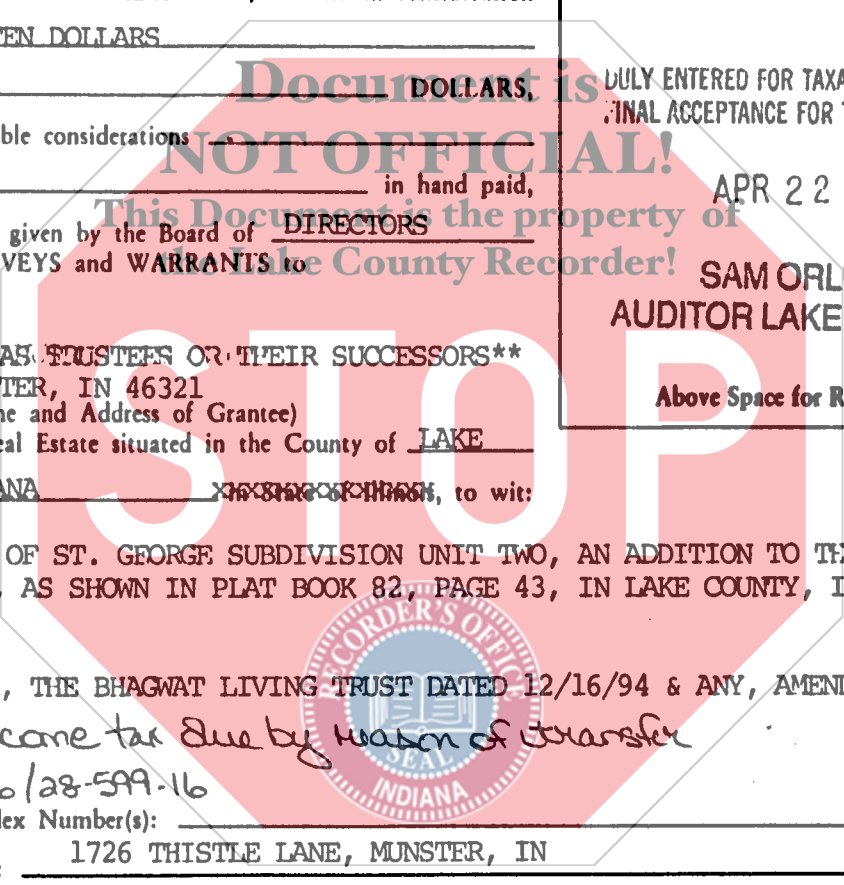 TEN DOLLARS
DOLLARS,
ble considerations
in hand paid,
given by the Board of DIRECTORS
VEYS and WARRANTS to
AS TRUSTEES OR THEIR SUCCESSORS**
TER, IN 46321
ne and Address of Grantee)
eal Estate situated in the County of LAKE
ANA in State of Illinois, to wit:
DULY ENTERED FOR TAXA
FINAL ACCEPTANCE FOR T
APR 22
SAM ORL
AUDITOR LAKE
Above Space for R
Document is
NOT OFFICIAL!
This Document is the property of
the Lake County Recorder!
STOP
OF ST. GEORGE SUBDIVISION UNIT TWO, AN ADDITION TO TH
, AS SHOWN IN PLAT BOOK 82, PAGE 43, IN LAKE COUNTY, I
RECORDER'S OFFICE
SEAL
INDIANA
, THE BHAGWAT LIVING TRUST DATED 12/16/94 & ANY, AMEND
come tax due by reason of transfer
/28-599-16
dex Number(s):
1726 THISTLE LANE, MUNSTER, IN